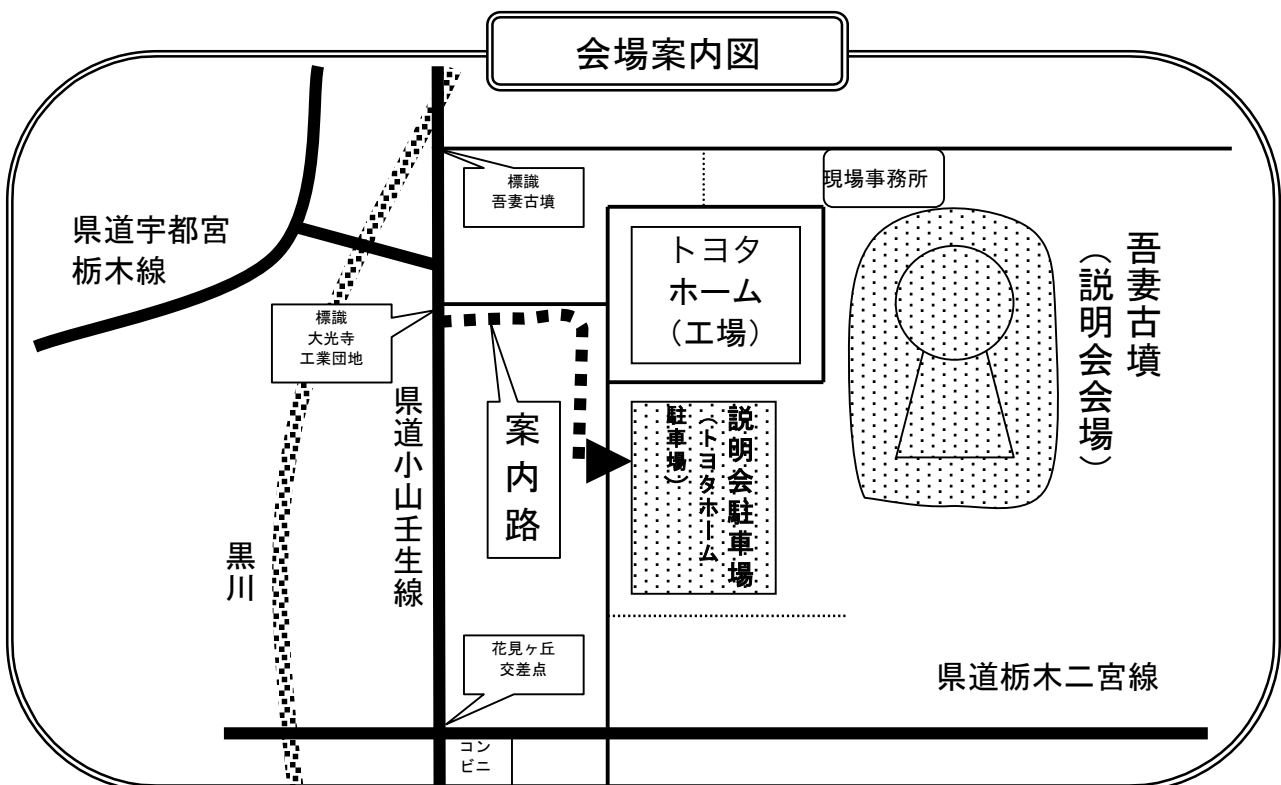 会場案内図
標識
吾妻古墳
現場事務所
県道宇都宮
栃木線
トヨタ
ホーム
（工場）
吾妻古墳
（説明会会場）
標識
大光寺
工業団地
県道小山壬生線
案内路
説明会駐車場
（トヨタホーム
駐車場）
黒川
花見ヶ丘
交差点
県道栃木二宮線
コン
ビニ